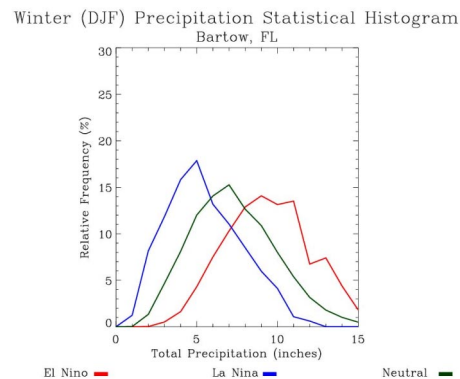 Winter (DJF) Precipitation Statistical Histogram
Bartow, FL
30
25
20
15
10
5
0
Relative Frequency (%)
0 5 10 15
Total Precipitation (inches)
El Nino La Nina Neutral